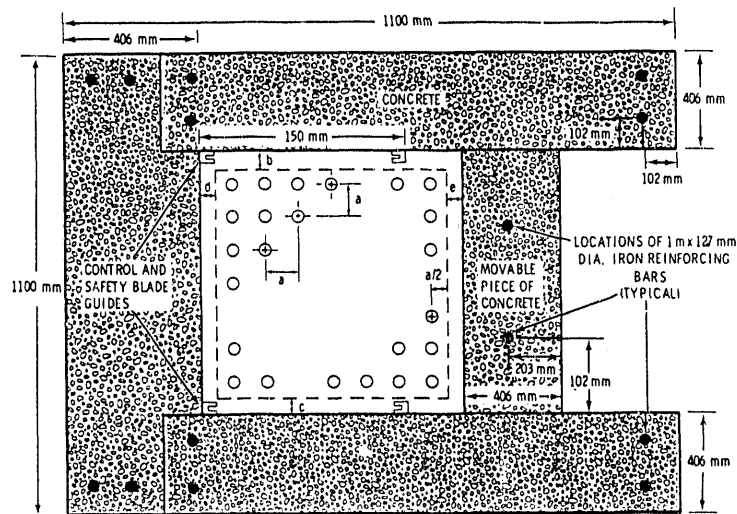 1100 mm
406 mm
CONCRETE
406 mm
150 mm
102 mm
102 mm
b
d
e
a
1100 mm
CONTROL AND
SAFETY BLADE
GUIDES
a
a/2
MOVABLE
PIECE OF
CONCRETE
LOCATIONS OF 1 m x 127 mm
DIA. IRON REINFORCING
BARS
(TYPICAL)
203 mm
102 mm
406 mm
c
406 mm